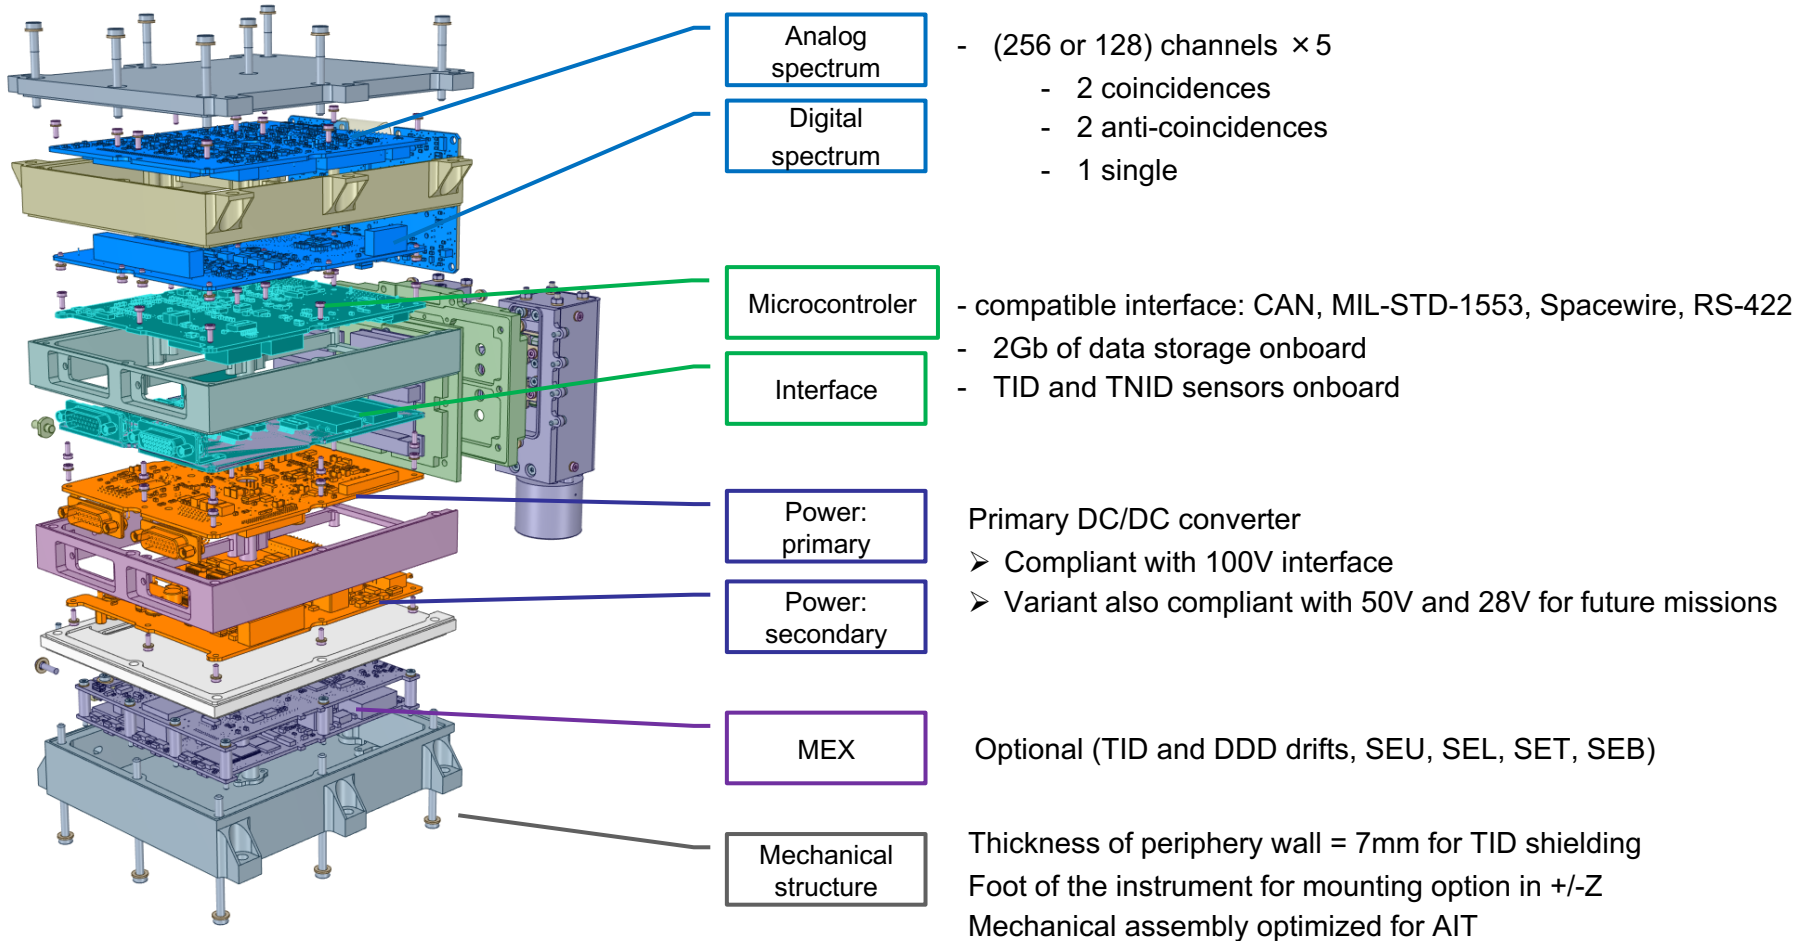 Analog
spectrum
- (256 or 128) channels ×5
- 2 coincidences
Digital
spectrum
- 2 anti-coincidences
- 1 single
Microcontroler
- compatible interface: CAN, MIL-STD-1553, Spacewire, RS-422
- 2Gb of data storage onboard
Interface
- TID and TNID sensors onboard
Power:
primary
Primary DC/DC converter
➢ Compliant with 100V interface
Power:
secondary
➢ Variant also compliant with 50V and 28V for future missions
MEX
Optional (TID and DDD drifts, SEU, SEL, SET, SEB)
Mechanical
structure
Thickness of periphery wall = 7mm for TID shielding
Foot of the instrument for mounting option in +/-Z
Mechanical assembly optimized for AIT